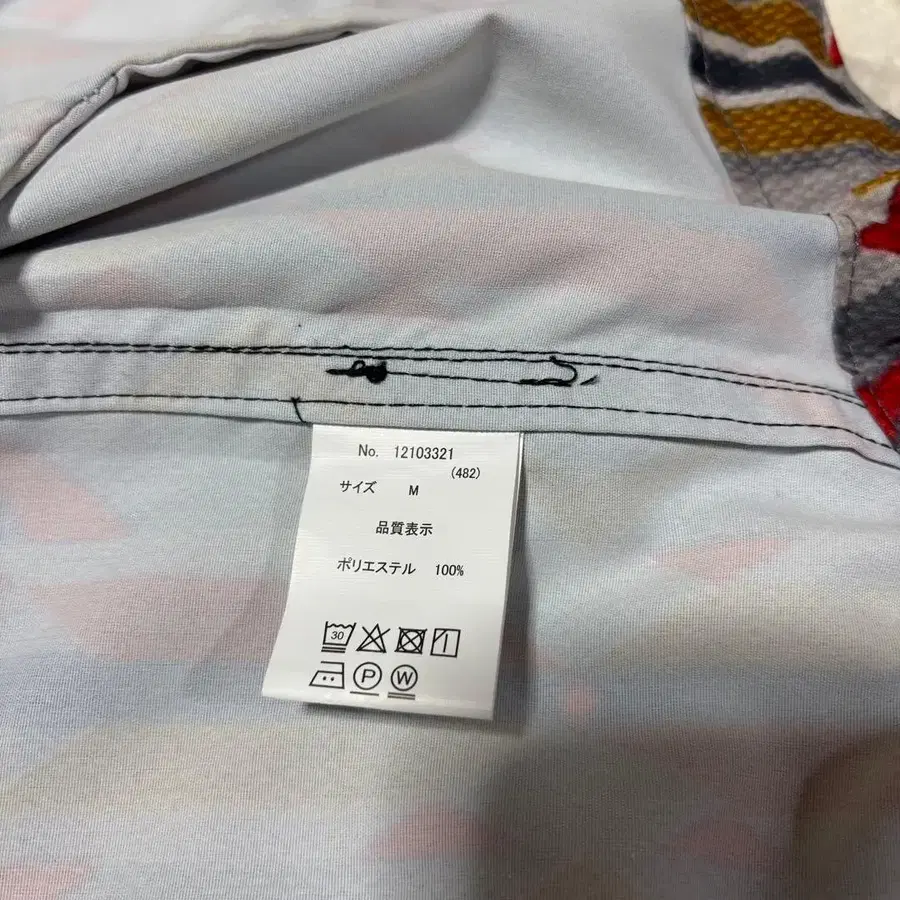 No. 12103321
(482)
サイズ M
品質表示
ポリエステル 100%
30
P W